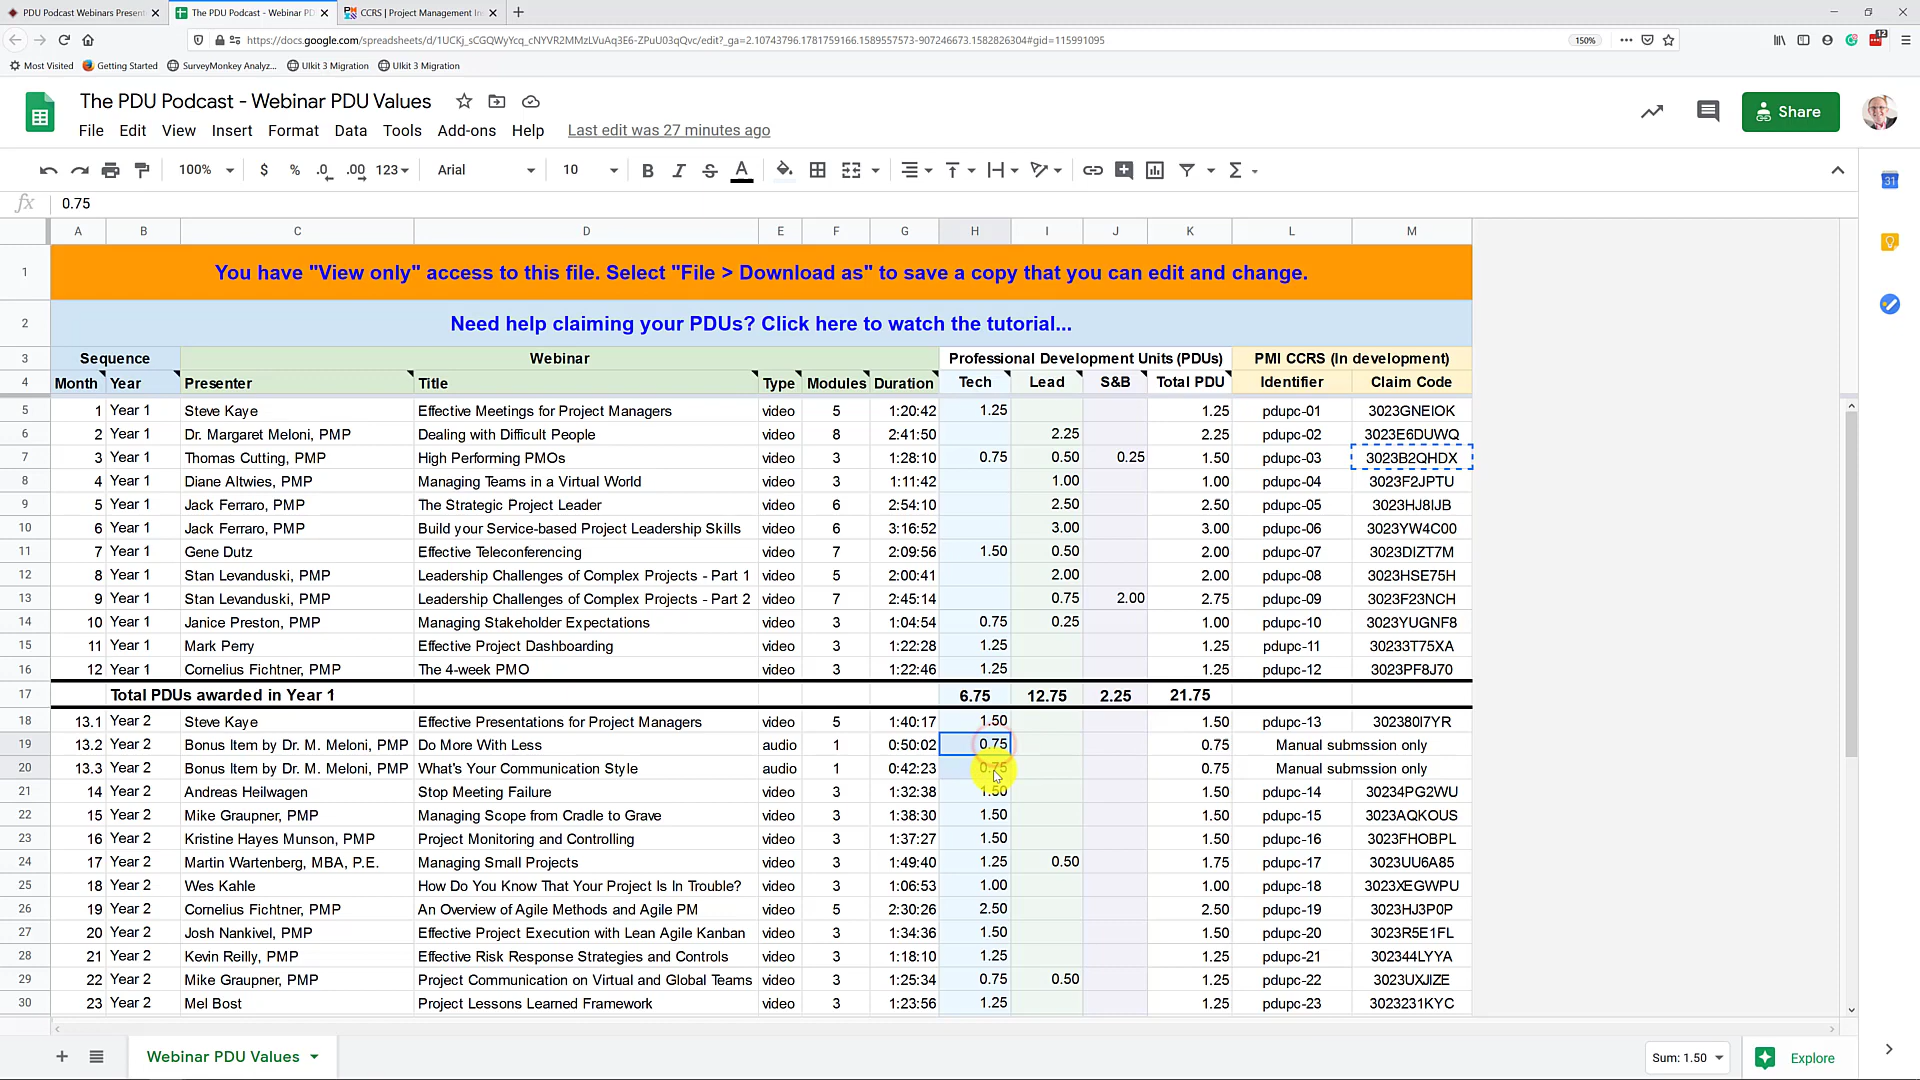 PDU Podcast Webinars Present
The PDU Podcast - Webinar PD
CCRS | Project Management In
https://docs.google.com/spreadsheets/d/1UCKj_sCGQWyYcq_cNYVR2MMzLVuAq3E6-ZPuU03qQvc/edit?_ga=2.10743796.1781759166.1589557573-907246673.1582826304#gid=115991095
150%
12
Most Visited Getting Started SurveyMonkey Analyz... UIkit 3 Migration UIkit 3 Migration
The PDU Podcast - Webinar PDU Values
File Edit View Insert Format Data Tools Add-ons Help Last edit was 27 minutes ago
Share
100% $ % .0 .00 123 Arial 10 B I S A Σ
31
fx 0.75
A B C D E F G H I J K L M
1 You have "View only" access to this file. Select "File > Download as" to save a copy that you can edit and change.
2 Need help claiming your PDUs? Click here to watch the tutorial...
3 Sequence Webinar Professional Development Units (PDUs) PMI CCRS (In development)
4 Month Year Presenter Title Type Modules Duration Tech Lead S&B Total PDU Identifier Claim Code
5 1 Year 1 Steve Kaye Effective Meetings for Project Managers video 5 1:20:42 1.25 1.25 pdupc-01 3023GNEIOK
6 2 Year 1 Dr. Margaret Meloni, PMP Dealing with Difficult People video 8 2:41:50 2.25 2.25 pdupc-02 3023E6DUWQ
7 3 Year 1 Thomas Cutting, PMP High Performing PMOs video 3 1:28:10 0.75 0.50 0.25 1.50 pdupc-03 3023B2QHDX
8 4 Year 1 Diane Altwies, PMP Managing Teams in a Virtual World video 3 1:11:42 1.00 1.00 pdupc-04 3023F2JPTU
9 5 Year 1 Jack Ferraro, PMP The Strategic Project Leader video 6 2:54:10 2.50 2.50 pdupc-05 3023HJ8IJB
10 6 Year 1 Jack Ferraro, PMP Build your Service-based Project Leadership Skills video 6 3:16:52 3.00 3.00 pdupc-06 3023YW4C00
11 7 Year 1 Gene Dutz Effective Teleconferencing video 7 2:09:56 1.50 0.50 2.00 pdupc-07 3023DIZT7M
12 8 Year 1 Stan Levanduski, PMP Leadership Challenges of Complex Projects - Part 1 video 5 2:00:41 2.00 2.00 pdupc-08 3023HSE75H
13 9 Year 1 Stan Levanduski, PMP Leadership Challenges of Complex Projects - Part 2 video 7 2:45:14 0.75 2.00 2.75 pdupc-09 3023F23NCH
14 10 Year 1 Janice Preston, PMP Managing Stakeholder Expectations video 3 1:04:54 0.75 0.25 1.00 pdupc-10 3023YUGNF8
15 11 Year 1 Mark Perry Effective Project Dashboarding video 3 1:22:28 1.25 1.25 pdupc-11 30233T75XA
16 12 Year 1 Cornelius Fichtner, PMP The 4-week PMO video 3 1:22:46 1.25 1.25 pdupc-12 3023PF8J70
17 Total PDUs awarded in Year 1 6.75 12.75 2.25 21.75
18 13.1 Year 2 Steve Kaye Effective Presentations for Project Managers video 5 1:40:17 1.50 1.50 pdupc-13 302380I7YR
19 13.2 Year 2 Bonus Item by Dr. M. Meloni, PMP Do More With Less audio 1 0:50:02 0.75 0.75 Manual submssion only
20 13.3 Year 2 Bonus Item by Dr. M. Meloni, PMP What's Your Communication Style audio 1 0:42:23 0.75 0.75 Manual submssion only
21 14 Year 2 Andreas Heilwagen Stop Meeting Failure video 3 1:32:38 1.50 1.50 pdupc-14 30234PG2WU
22 15 Year 2 Mike Graupner, PMP Managing Scope from Cradle to Grave video 3 1:38:30 1.50 1.50 pdupc-15 3023AQKOUS
23 16 Year 2 Kristine Hayes Munson, PMP Project Monitoring and Controlling video 3 1:37:27 1.50 1.50 pdupc-16 3023FHOBPL
24 17 Year 2 Martin Wartenberg, MBA, P.E. Managing Small Projects video 3 1:49:40 1.25 0.50 1.75 pdupc-17 3023UU6A85
25 18 Year 2 Wes Kahle How Do You Know That Your Project Is In Trouble? video 3 1:06:53 1.00 1.00 pdupc-18 3023XEGWPU
26 19 Year 2 Cornelius Fichtner, PMP An Overview of Agile Methods and Agile PM video 5 2:30:26 2.50 2.50 pdupc-19 3023HJ3P0P
27 20 Year 2 Josh Nankivel, PMP Effective Project Execution with Lean Agile Kanban video 3 1:34:36 1.50 1.50 pdupc-20 3023R5E1FL
28 21 Year 2 Kevin Reilly, PMP Effective Risk Response Strategies and Controls video 3 1:18:10 1.25 1.25 pdupc-21 302344LYYA
29 22 Year 2 Mike Graupner, PMP Project Communication on Virtual and Global Teams video 3 1:25:34 0.75 0.50 1.25 pdupc-22 3023UXJIZE
30 23 Year 2 Mel Bost Project Lessons Learned Framework video 3 1:23:56 1.25 1.25 pdupc-23 3023231KYC
Webinar PDU Values Sum: 1.50 Explore